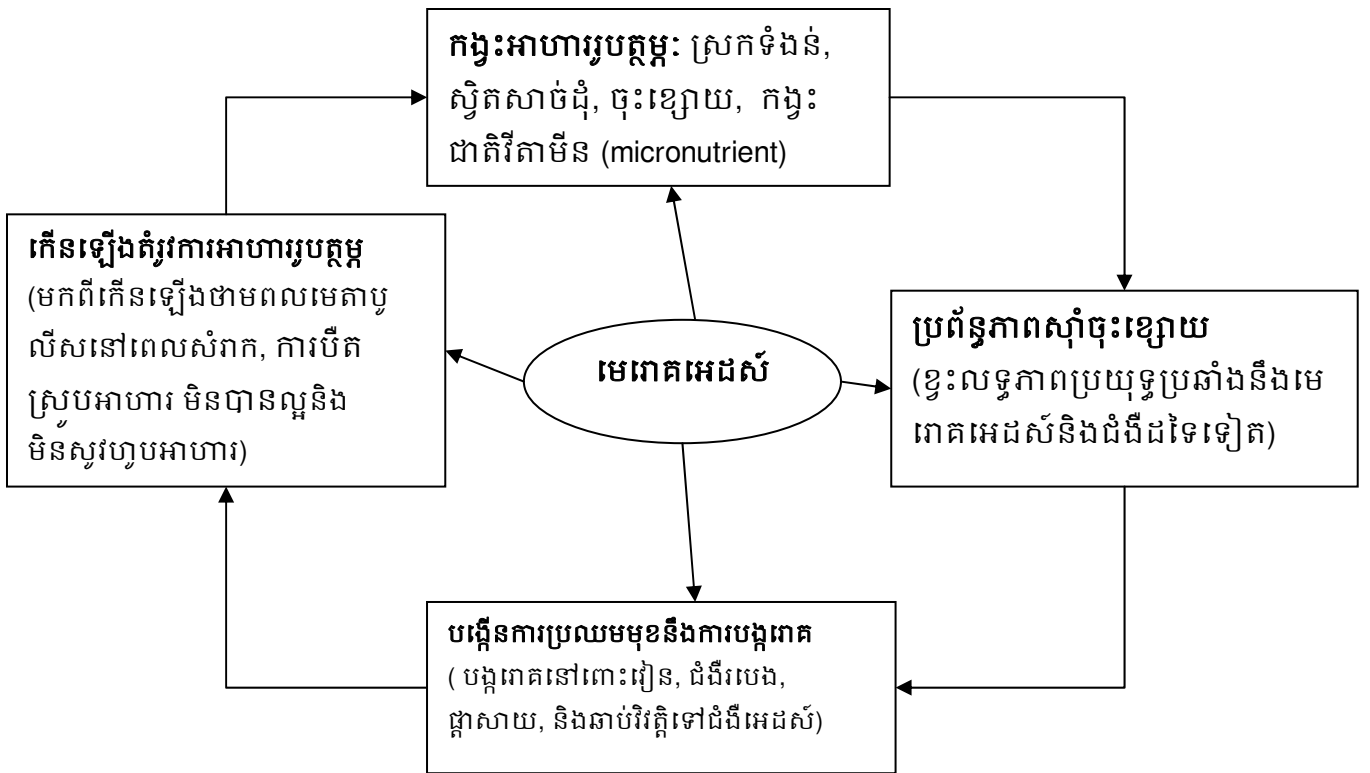 កង្វះអាហាររូបត្ថម្ភៈ ស្រកទំងន់,
ស្វិតសាច់ដុំ, ចុះខ្សោយ, កង្វះ
ជាតិវីតាមីន (micronutrient)
កើនឡើងតំរូវការអាហាររូបត្ថម្ភ
(មកពីកើនឡើងថាមពលមេតាបូ
លីសនៅពេលសំរាក, ការបឺត
ស្រូបអាហារ មិនបានល្អនិង
មិនសូវហូបអាហារ)
មេរោគអេដស៍
ប្រព័ន្ធភាពស៊ាំចុះខ្សោយ
(ខ្វះលទ្ធភាពប្រយុទ្ធប្រឆាំងនឹងមេ
រោគអេដស៍និងជំងឺដទៃទៀត)
បង្កើនការប្រឈមមុខនឹងការបង្ករោគ
( បង្ករោគនៅពោះវៀន, ជំងឺរបេង,
ផ្តាសាយ, និងឆាប់វិវត្តិទៅជំងឺអេដស៍)